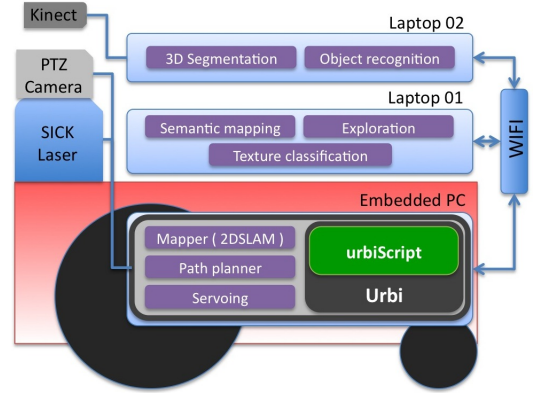 Kinect
Laptop 02
3D Segmentation
Object recognition
PTZ
Camera
Laptop 01
SICK
Laser
Semantic mapping
Exploration
Texture classification
WIFI
Embedded PC
Mapper ( 2DSLAM )
Path planner
Servoing
urbiScript
Urbi